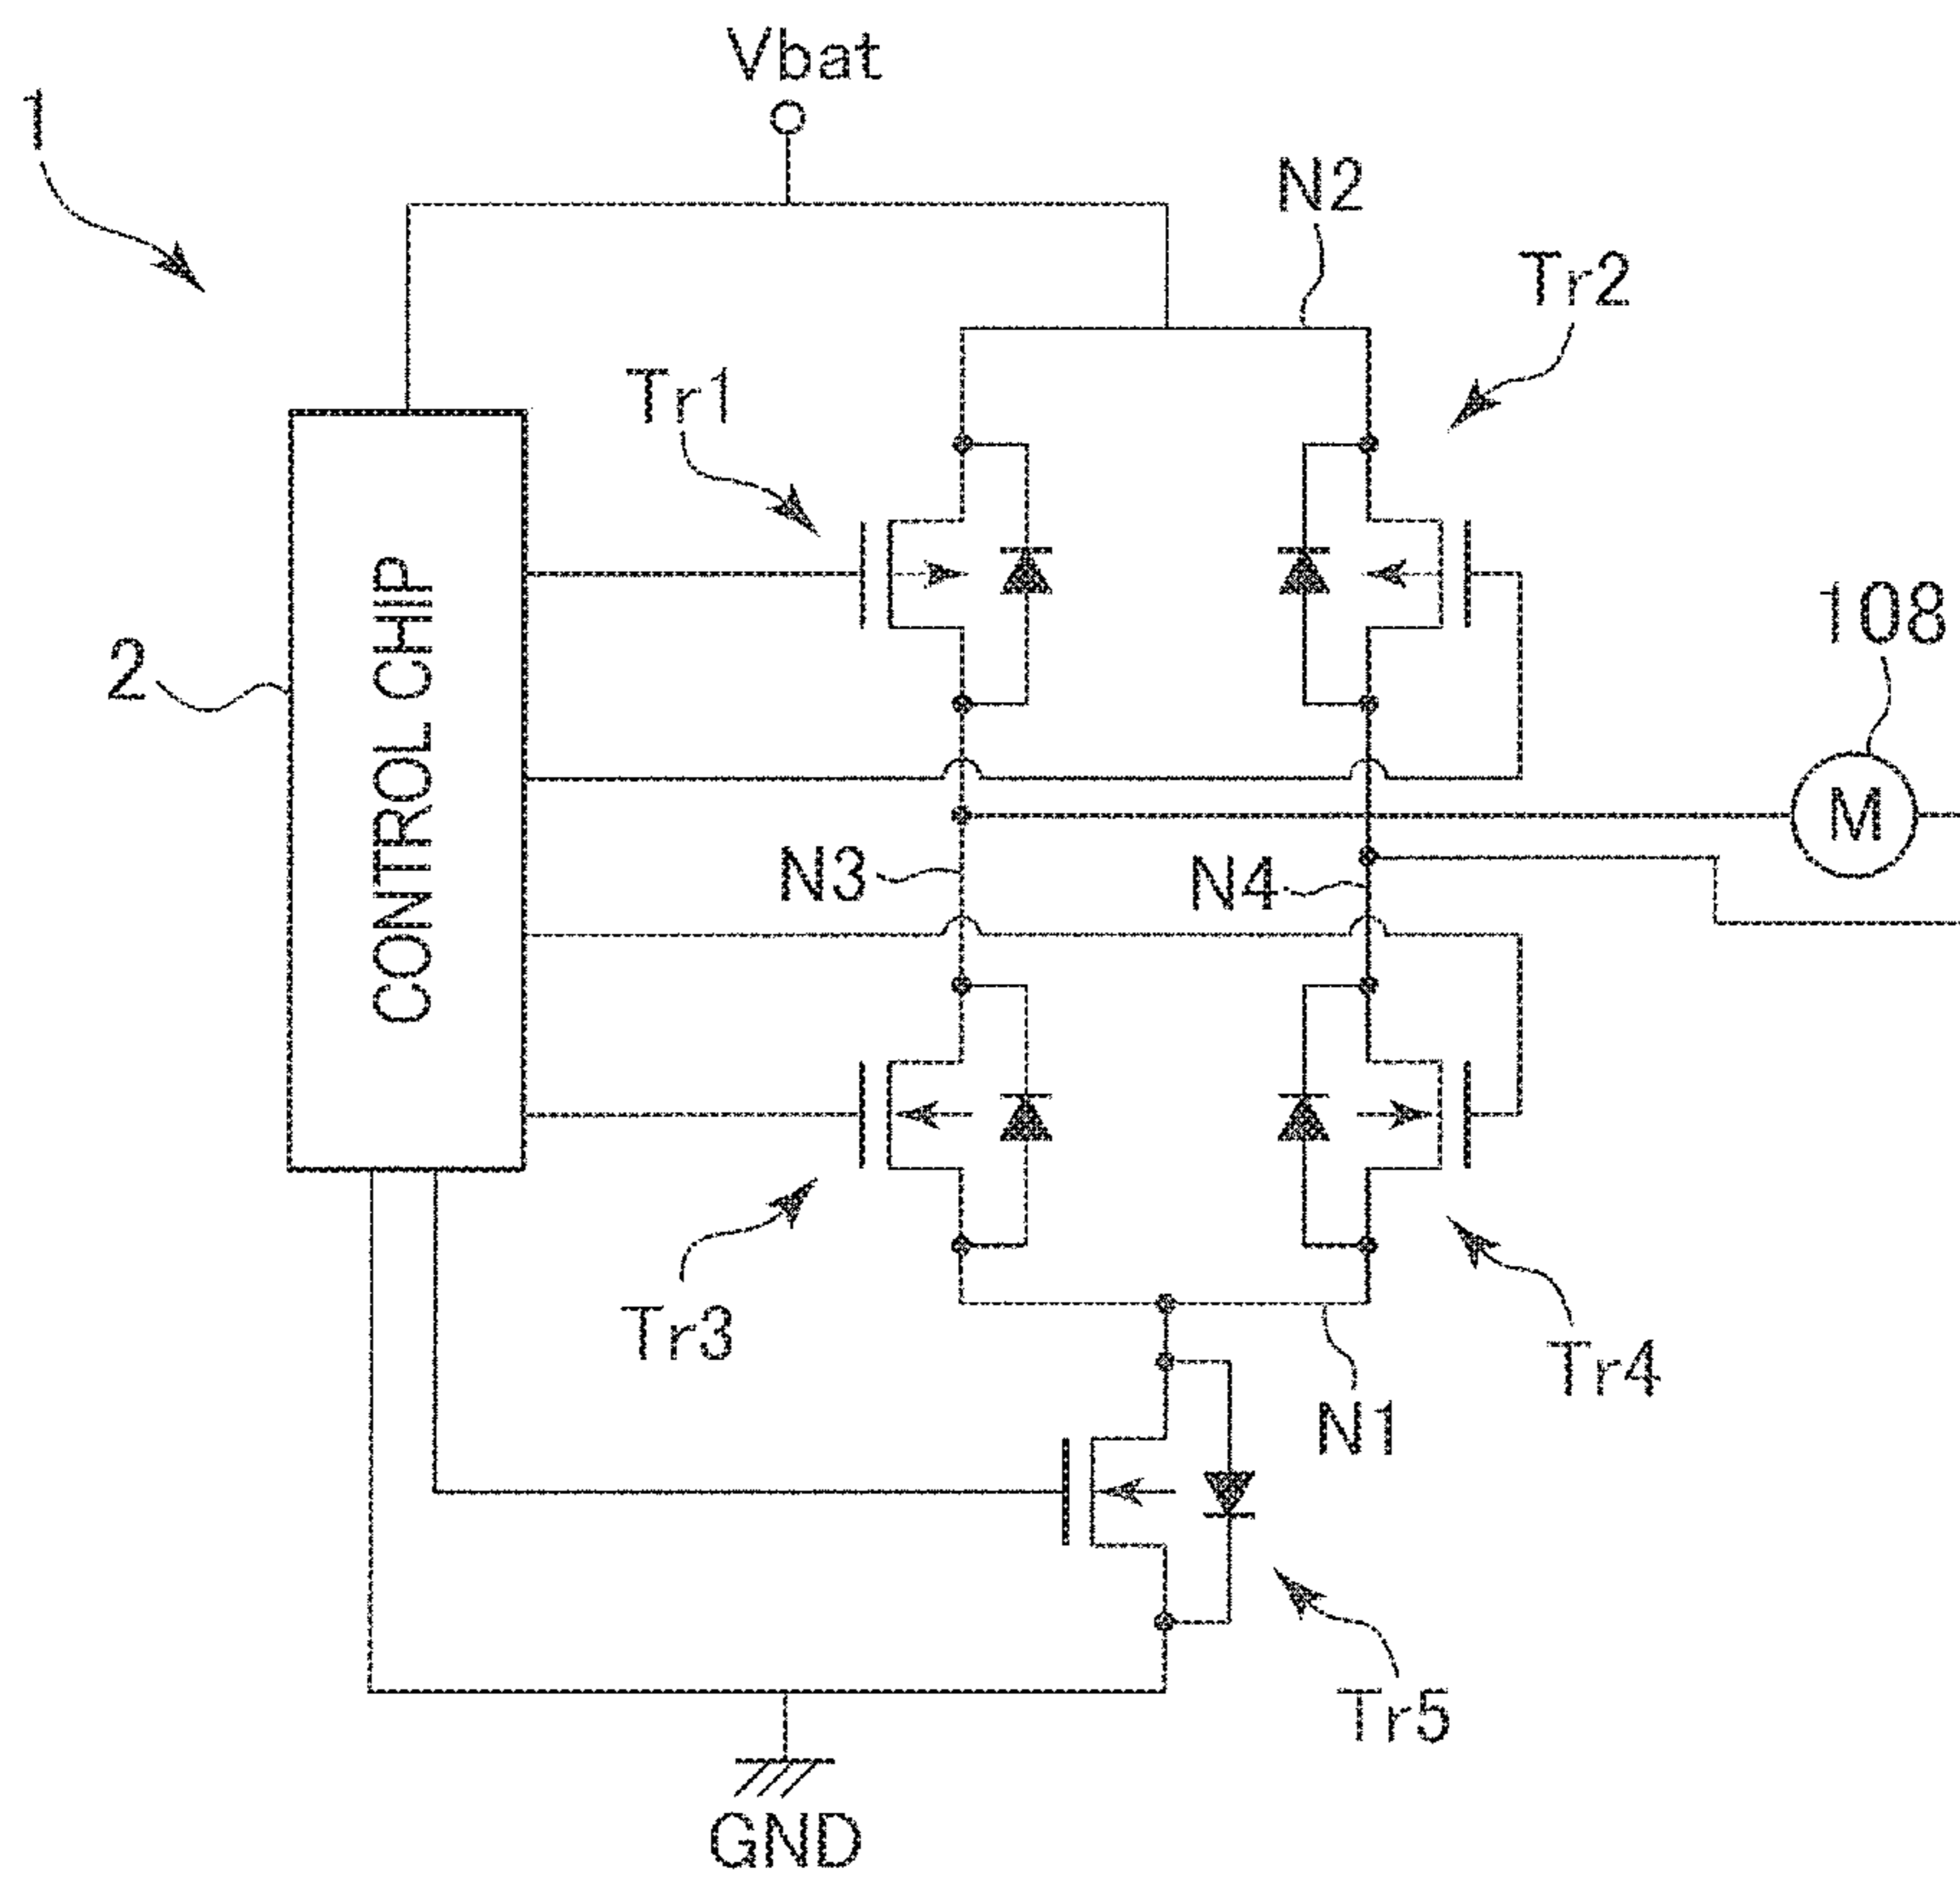 Vbat
1
N2
Tr2
Tr1
108
2
CONTROL CHIP
M
N3
N4
Tr3
Tr4
N1
Tr5
GND